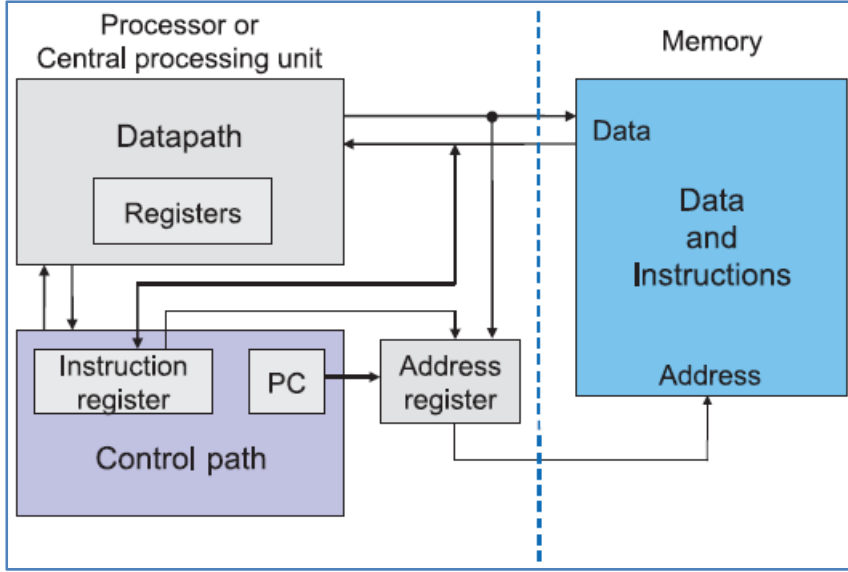 Processor or
Central processing unit
Memory
Datapath
Registers
Data
Data
and
Instructions
Instruction
register
PC
Address
register
Address
Control path